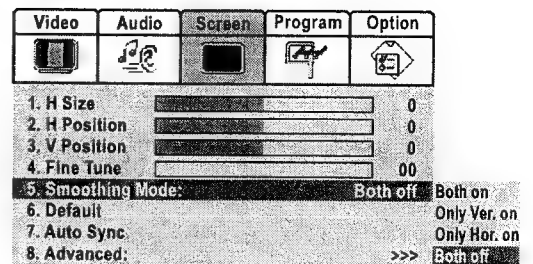 Video Audio Screen Program Option
1. H Size 0
2. H Position 0
3. V Position 0
4. Fine Tune 00
5. Smoothing Mode: Both off Both on
6. Default Only Ver. on
7. Auto Sync. Only Hor. on
8. Advanced: >>> Both off